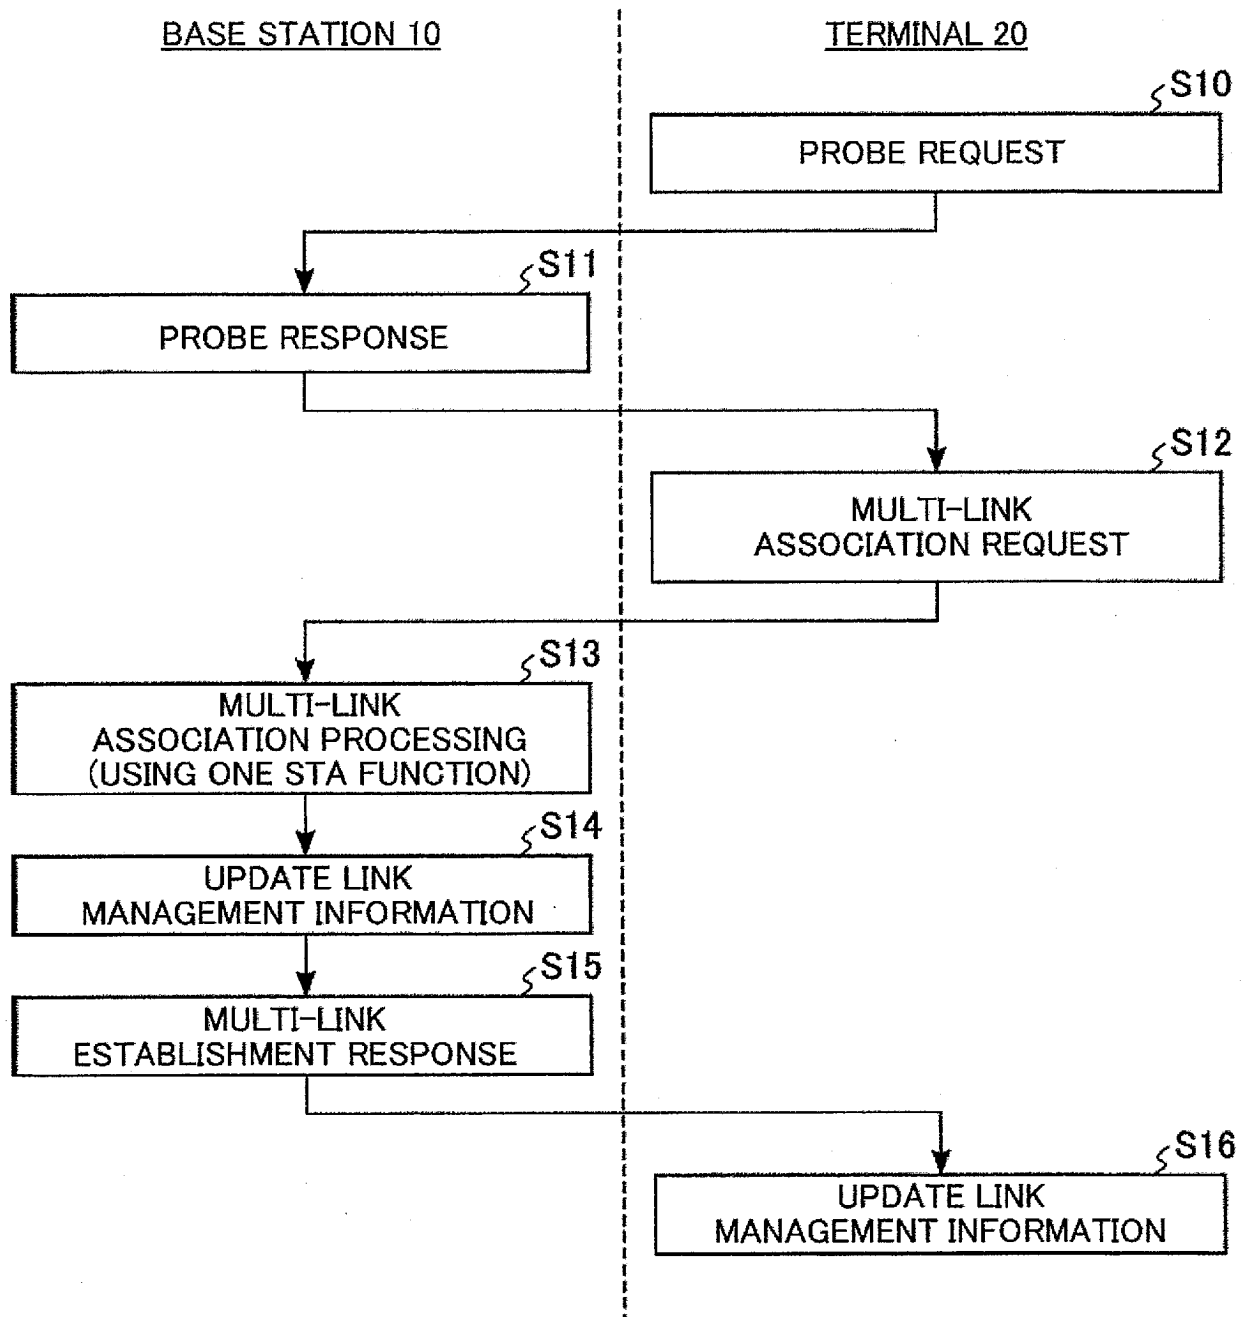 BASE STATION 10
TERMINAL 20
S10
PROBE REQUEST
S11
PROBE RESPONSE
S12
MULTI-LINK
ASSOCIATION REQUEST
S13
MULTI-LINK
ASSOCIATION PROCESSING
(USING ONE STA FUNCTION)
S14
UPDATE LINK
MANAGEMENT INFORMATION
S15
MULTI-LINK
ESTABLISHMENT RESPONSE
S16
UPDATE LINK
MANAGEMENT INFORMATION